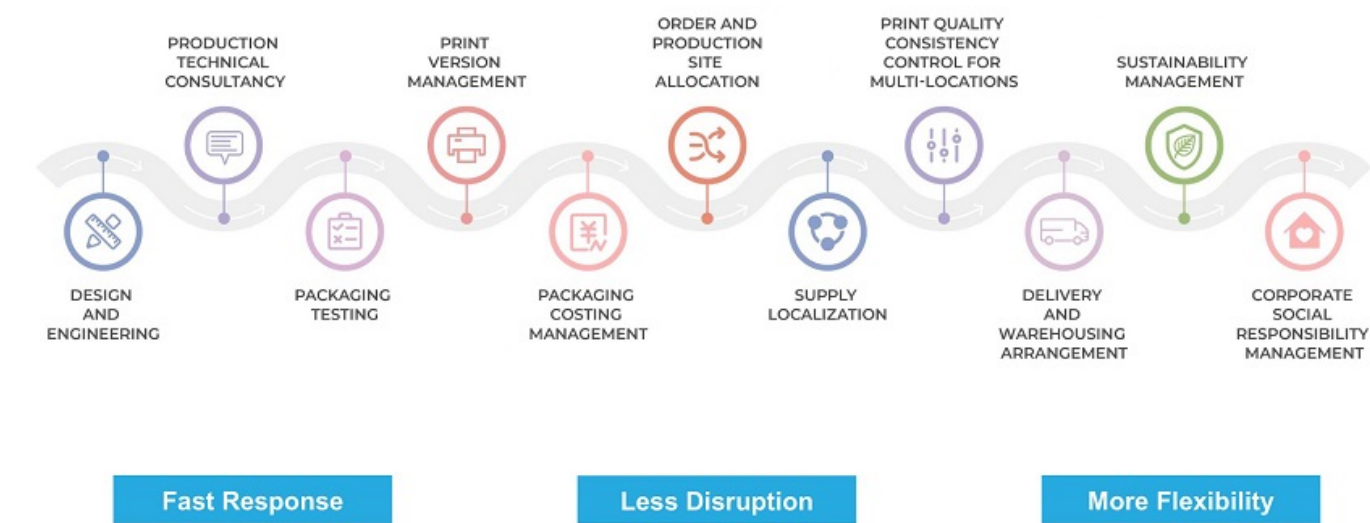 PRODUCTION
TECHNICAL
CONSULTANCY
PRINT
VERSION
MANAGEMENT
ORDER AND
PRODUCTION
SITE
ALLOCATION
PRINT QUALITY
CONSISTENCY
CONTROL FOR
MULTI-LOCATIONS
SUSTAINABILITY
MANAGEMENT
¥
DESIGN
AND
ENGINEERING
PACKAGING
TESTING
PACKAGING
COSTING
MANAGEMENT
SUPPLY
LOCALIZATION
DELIVERY
AND
WAREHOUSING
ARRANGEMENT
CORPORATE
SOCIAL
RESPONSIBILITY
MANAGEMENT
Fast Response
Less Disruption
More Flexibility